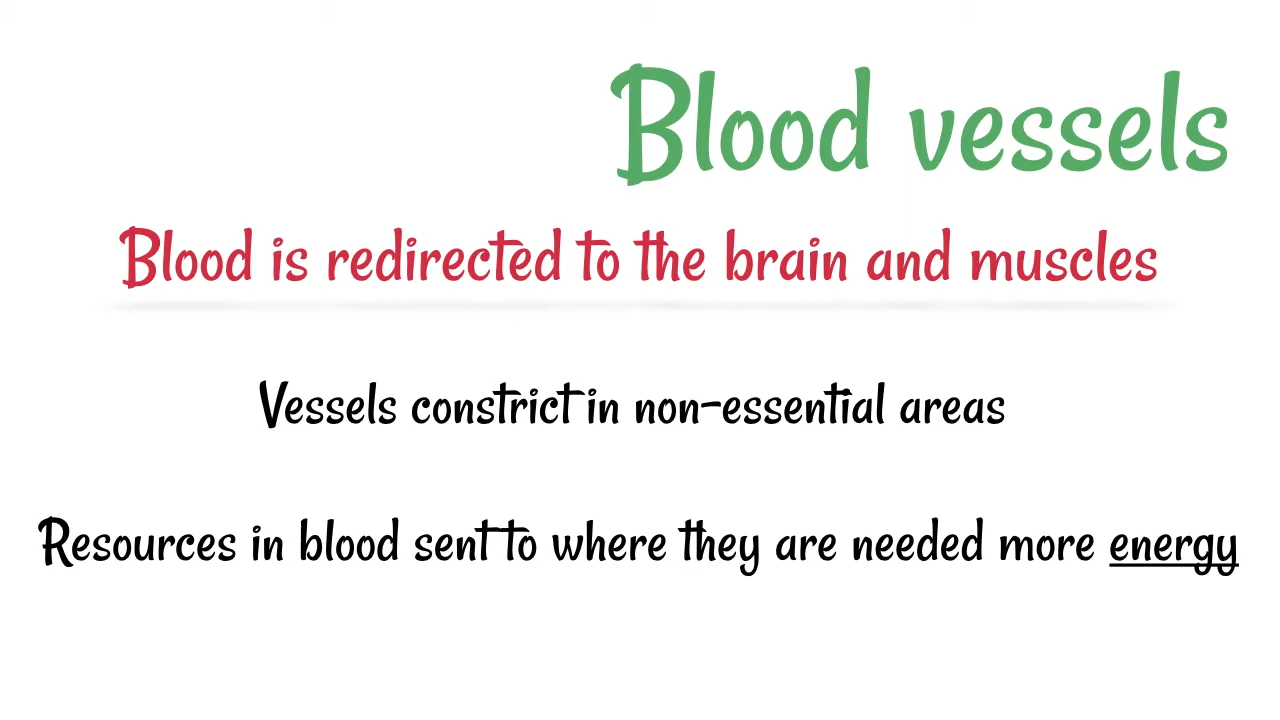 Blood vessels
Blood is redirected to the brain and muscles
Vessels constrict in non-essential areas
Resources in blood sent to where they are needed more energy